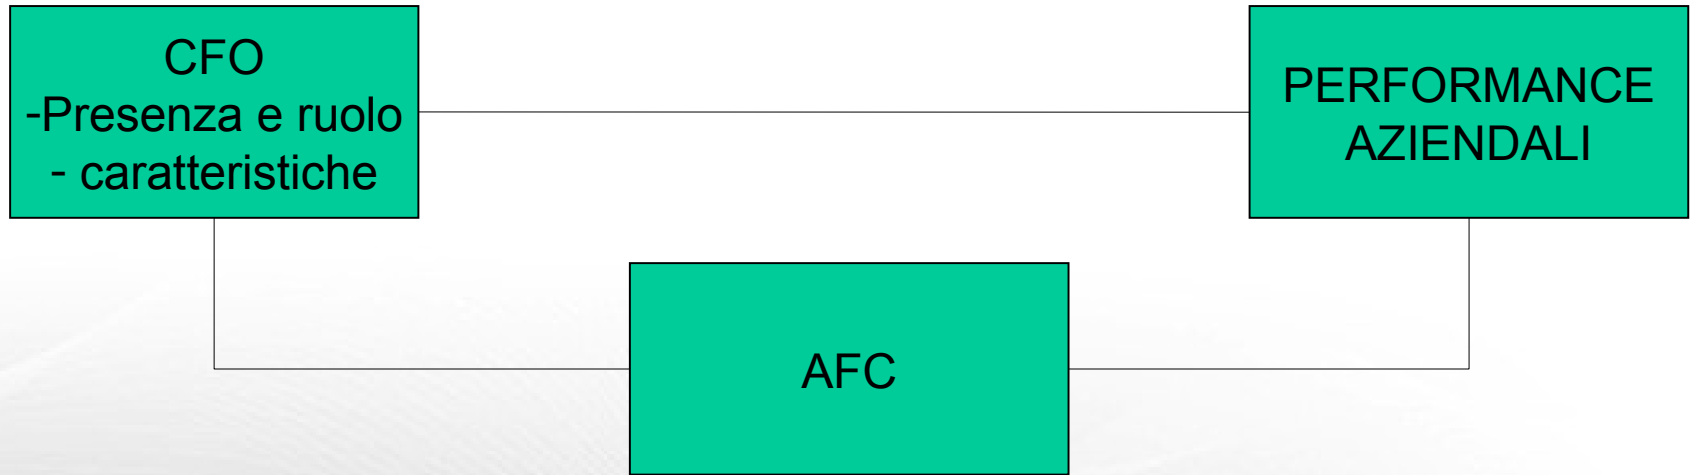 CFO
-Presenza e ruolo
- caratteristiche
PERFORMANCE
AZIENDALI
AFC